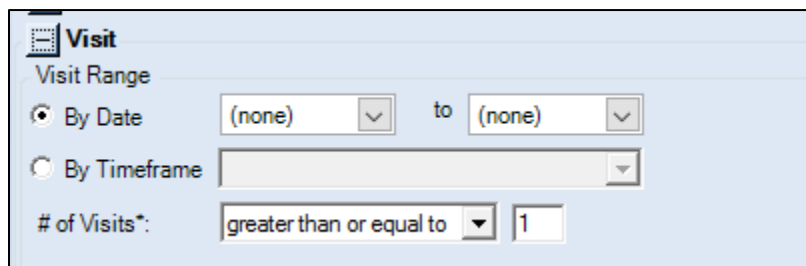 Visit
Visit Range
By Date (none) to (none)
By Timeframe
# of Visits*: greater than or equal to 1